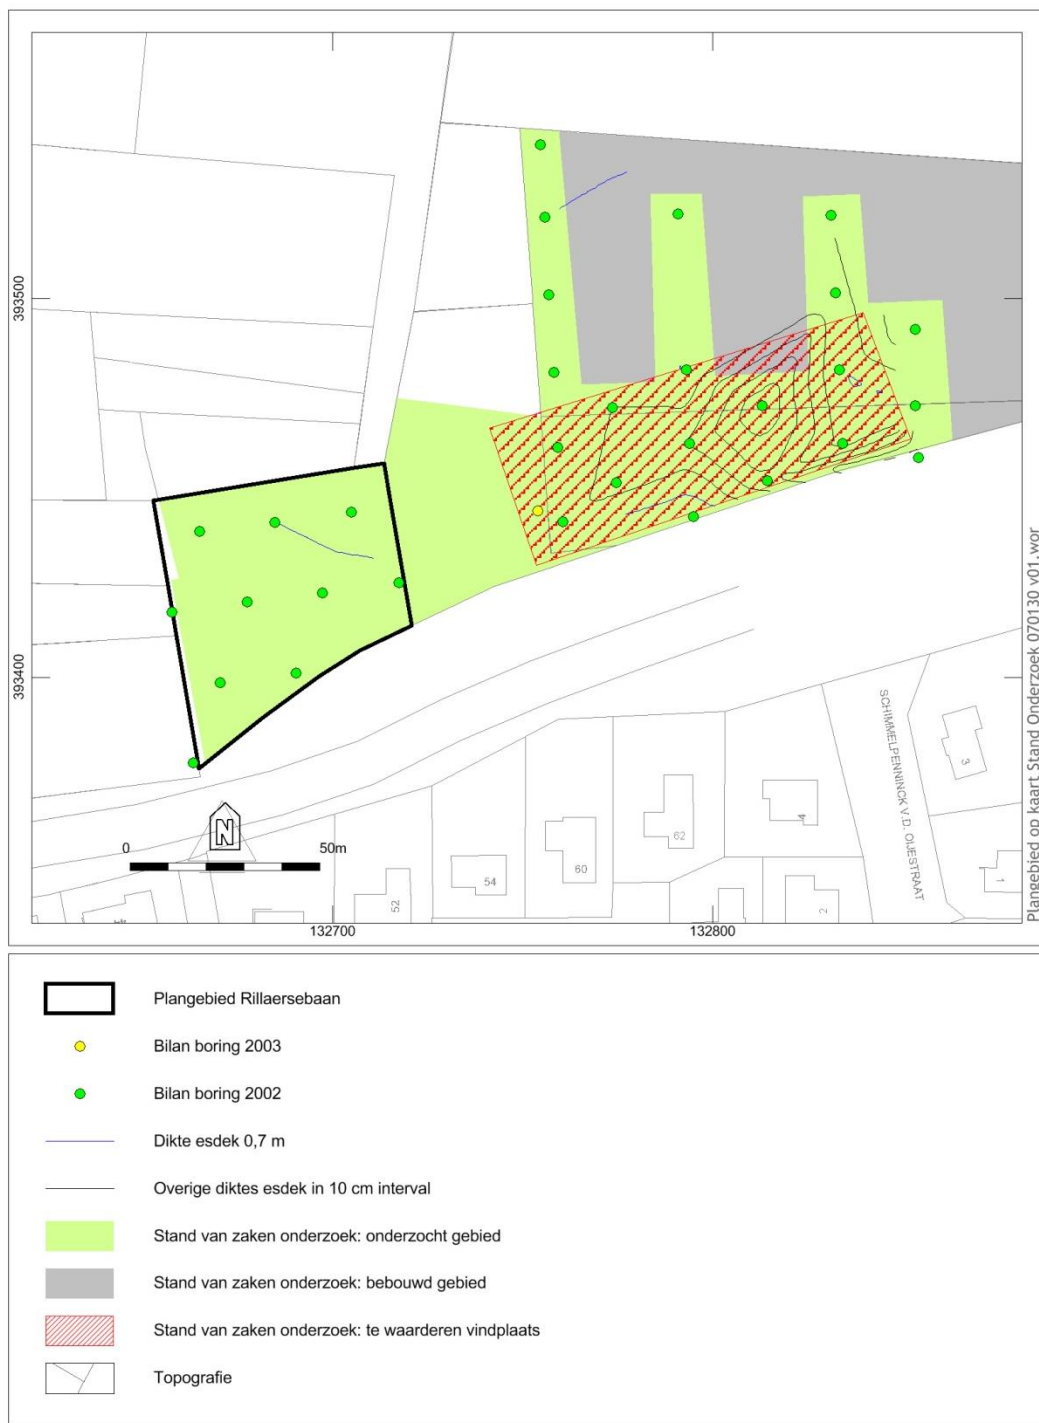 393500
393400
SCHIMMELPENNINCK V.D. OIJESTRAAT
3
4
62
60
54
52
2
1
N
0
50m
132700
132800
Plangebied op kaart Stand Onderzoek 070130 v01.wor
Plangebied Rillaersebaan
Bilan boring 2003
Bilan boring 2002
Dikte esdek 0,7 m
Overige diktes esdek in 10 cm interval
Stand van zaken onderzoek: onderzocht gebied
Stand van zaken onderzoek: bebouwd gebied
Stand van zaken onderzoek: te waarderen vindplaats
Topografie